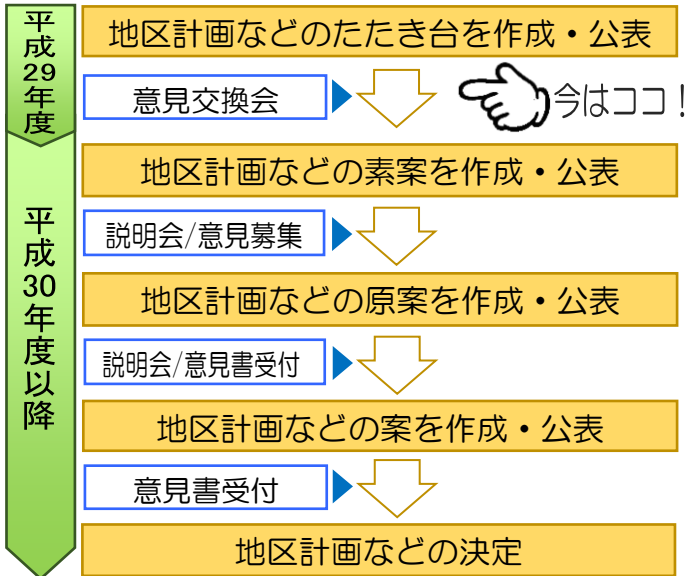 平成29年度
地区計画などのたたき台を作成・公表
意見交換会
今はココ！
地区計画などの素案を作成・公表
平成30年度以降
説明会/意見募集
地区計画などの原案を作成・公表
説明会/意見書受付
地区計画などの案を作成・公表
意見書受付
地区計画などの決定